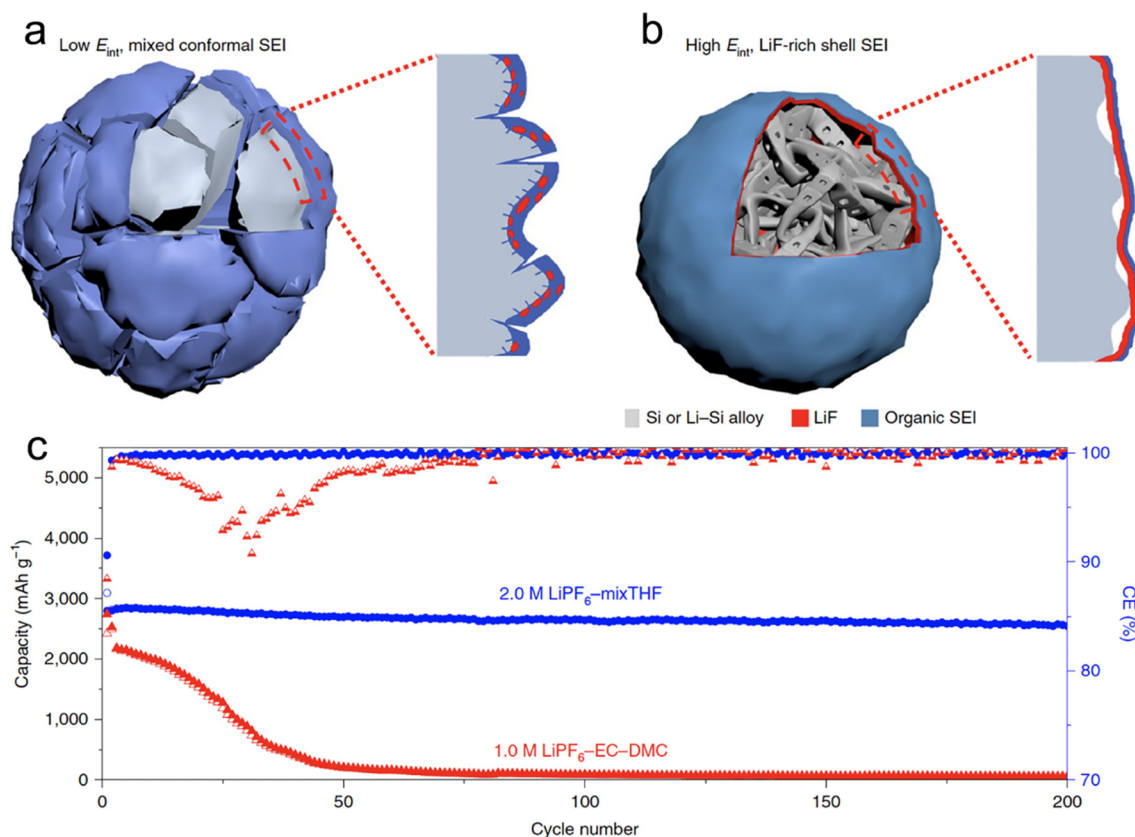 a
Low E_int, mixed conformal SEI
b
High E_int, LiF-rich shell SEI
Si or Li–Si alloy
LiF
Organic SEI
c
5,000
4,000
3,000
2,000
1,000
0
Capacity (mAh g⁻¹)
100
90
80
70
CE (%)
2.0 M LiPF₆–mixTHF
1.0 M LiPF₆–EC–DMC
0
50
100
150
200
Cycle number